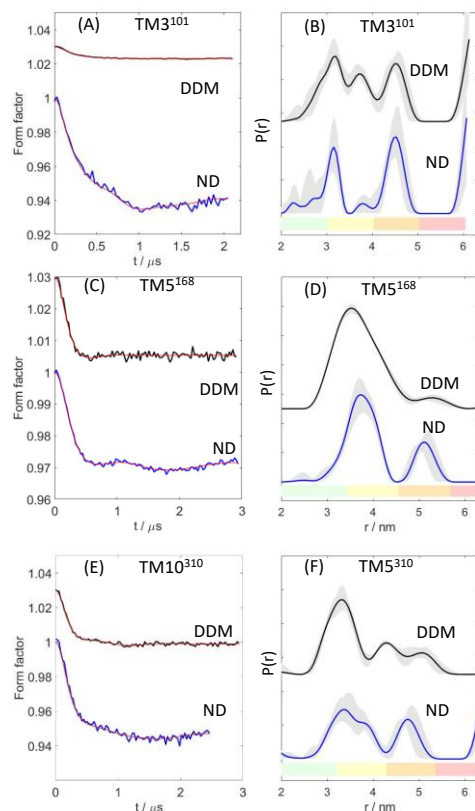 (A) TM3¹⁰¹
1.04
1.02
1
0.98
0.96
0.94
0.92
Form factor
DDM
ND
0 0.5 1 1.5 2 2.5
t / μs
(B) TM3¹⁰¹
DDM
P(r)
ND
2 3 4 5 6
(C) TM5¹⁶⁸
1.03
1.02
1.01
1
0.99
0.98
0.97
0.96
Form factor
DDM
ND
0 1 2 3
t / μs
(D) TM5¹⁶⁸
P(r)
DDM
ND
2 3 4 5 6
r / nm
(E) TM10³¹⁰
1.04
1.02
1
0.98
0.96
0.94
Form factor
DDM
ND
0 1 2 3
t / μs
(F) TM5³¹⁰
P(r)
DDM
ND
2 3 4 5 6
r / nm